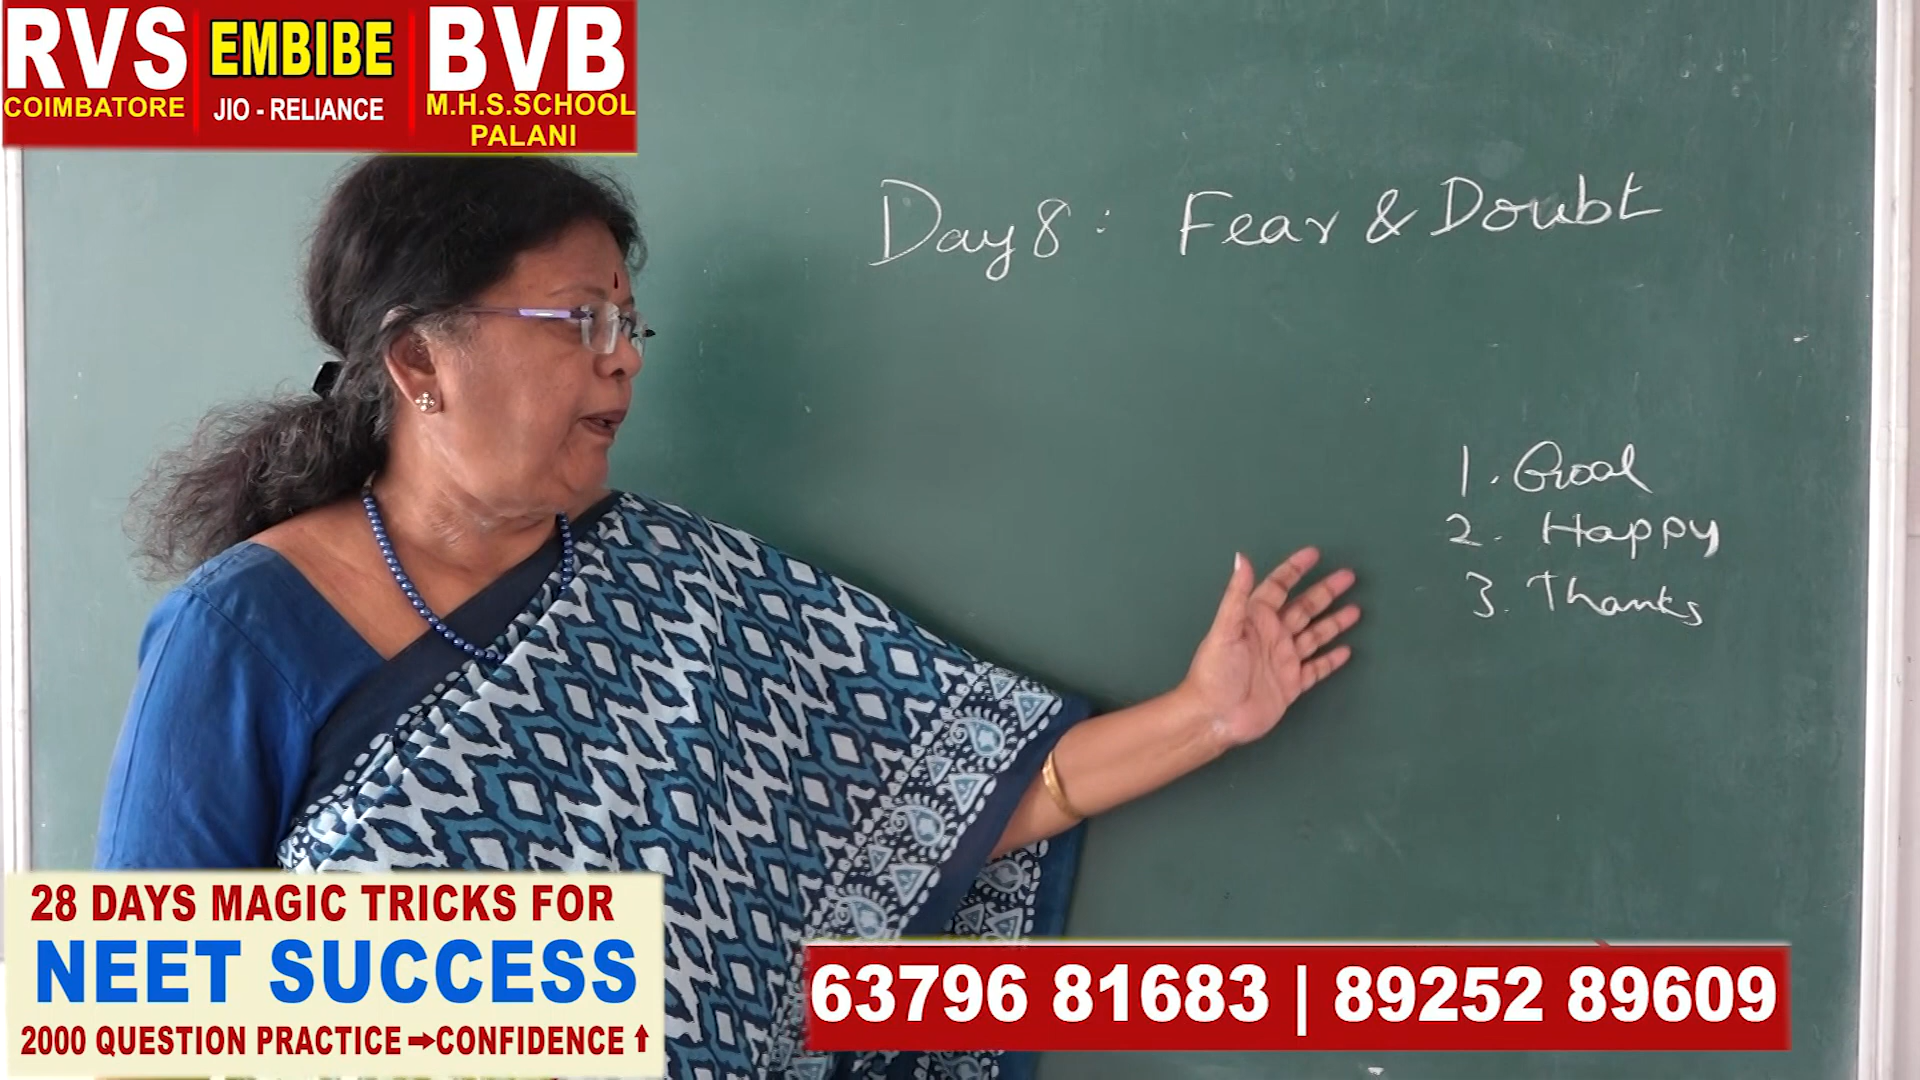 RVS
COIMBATORE
EMBIBE
JIO - RELIANCE
BVB
M.H.S.SCHOOL
PALANI
Day 8: Fear & Doubt
1. Goal
2. Happy
3. Thanks
28 DAYS MAGIC TRICKS FOR
NEET SUCCESS
2000 QUESTION PRACTICE ➞CONFIDENCE ⬆
63796 81683 | 89252 89609